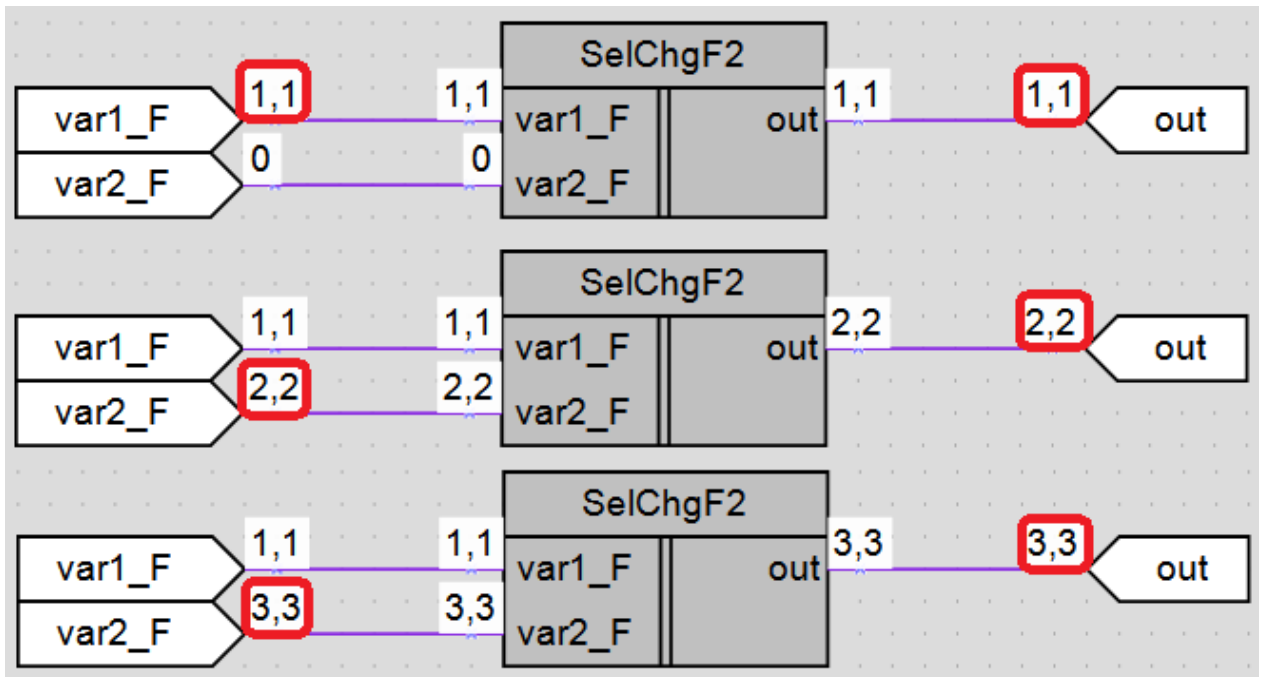 SelChgF2
var1_F 1,1 1,1 var1_F out 1,1 1,1 out
var2_F 0 0 var2_F
SelChgF2
var1_F 1,1 1,1 var1_F out 2,2 2,2 out
var2_F 2,2 2,2 var2_F
SelChgF2
var1_F 1,1 1,1 var1_F out 3,3 3,3 out
var2_F 3,3 3,3 var2_F